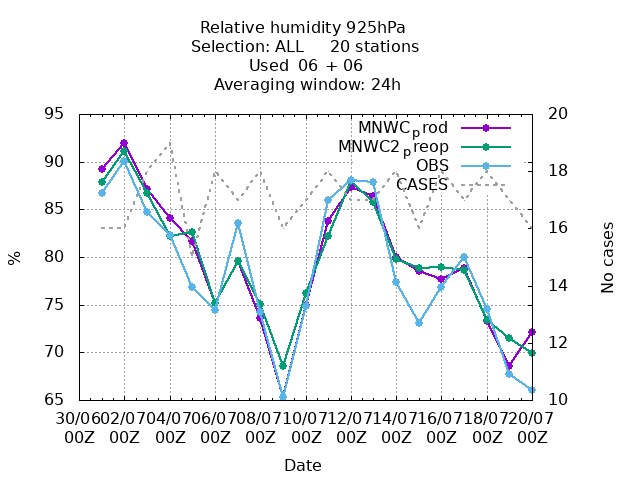 Relative humidity 925hPa
Selection: ALL 20 stations
Used 06 + 06
Averaging window: 24h
95 20
MNWCprod
MNWC2preop
90 18
OBS
CASES
85 16
80 14
75 12
70
65 10
% No cases
30/06 02/07 04/07 06/07 08/07 10/07 12/07 14/07 16/07 18/07 20/07
00Z 00Z 00Z 00Z 00Z 00Z 00Z 00Z 00Z 00Z 00Z
Date